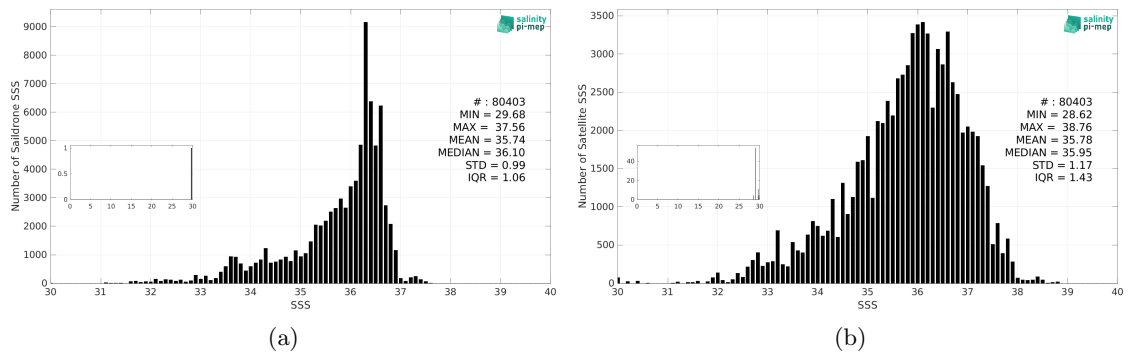 salinity
pi-mep
Number of Saildrone SSS
9000
8000
7000
6000
5000
4000
3000
2000
1000
0
# : 80403
MIN = 29.68
MAX = 37.56
MEAN = 35.74
MEDIAN = 36.10
STD = 0.99
IQR = 1.06
1
0.5
0
0 5 10 15 20 25 30
30 31 32 33 34 35 36 37 38 39 40
SSS
(a)
salinity
pi-mep
Number of Satellite SSS
3500
3000
2500
2000
1500
1000
500
0
# : 80403
MIN = 28.62
MAX = 38.76
MEAN = 35.78
MEDIAN = 35.95
STD = 1.17
IQR = 1.43
40
20
0
0 5 10 15 20 25 30
30 31 32 33 34 35 36 37 38 39 40
SSS
(b)